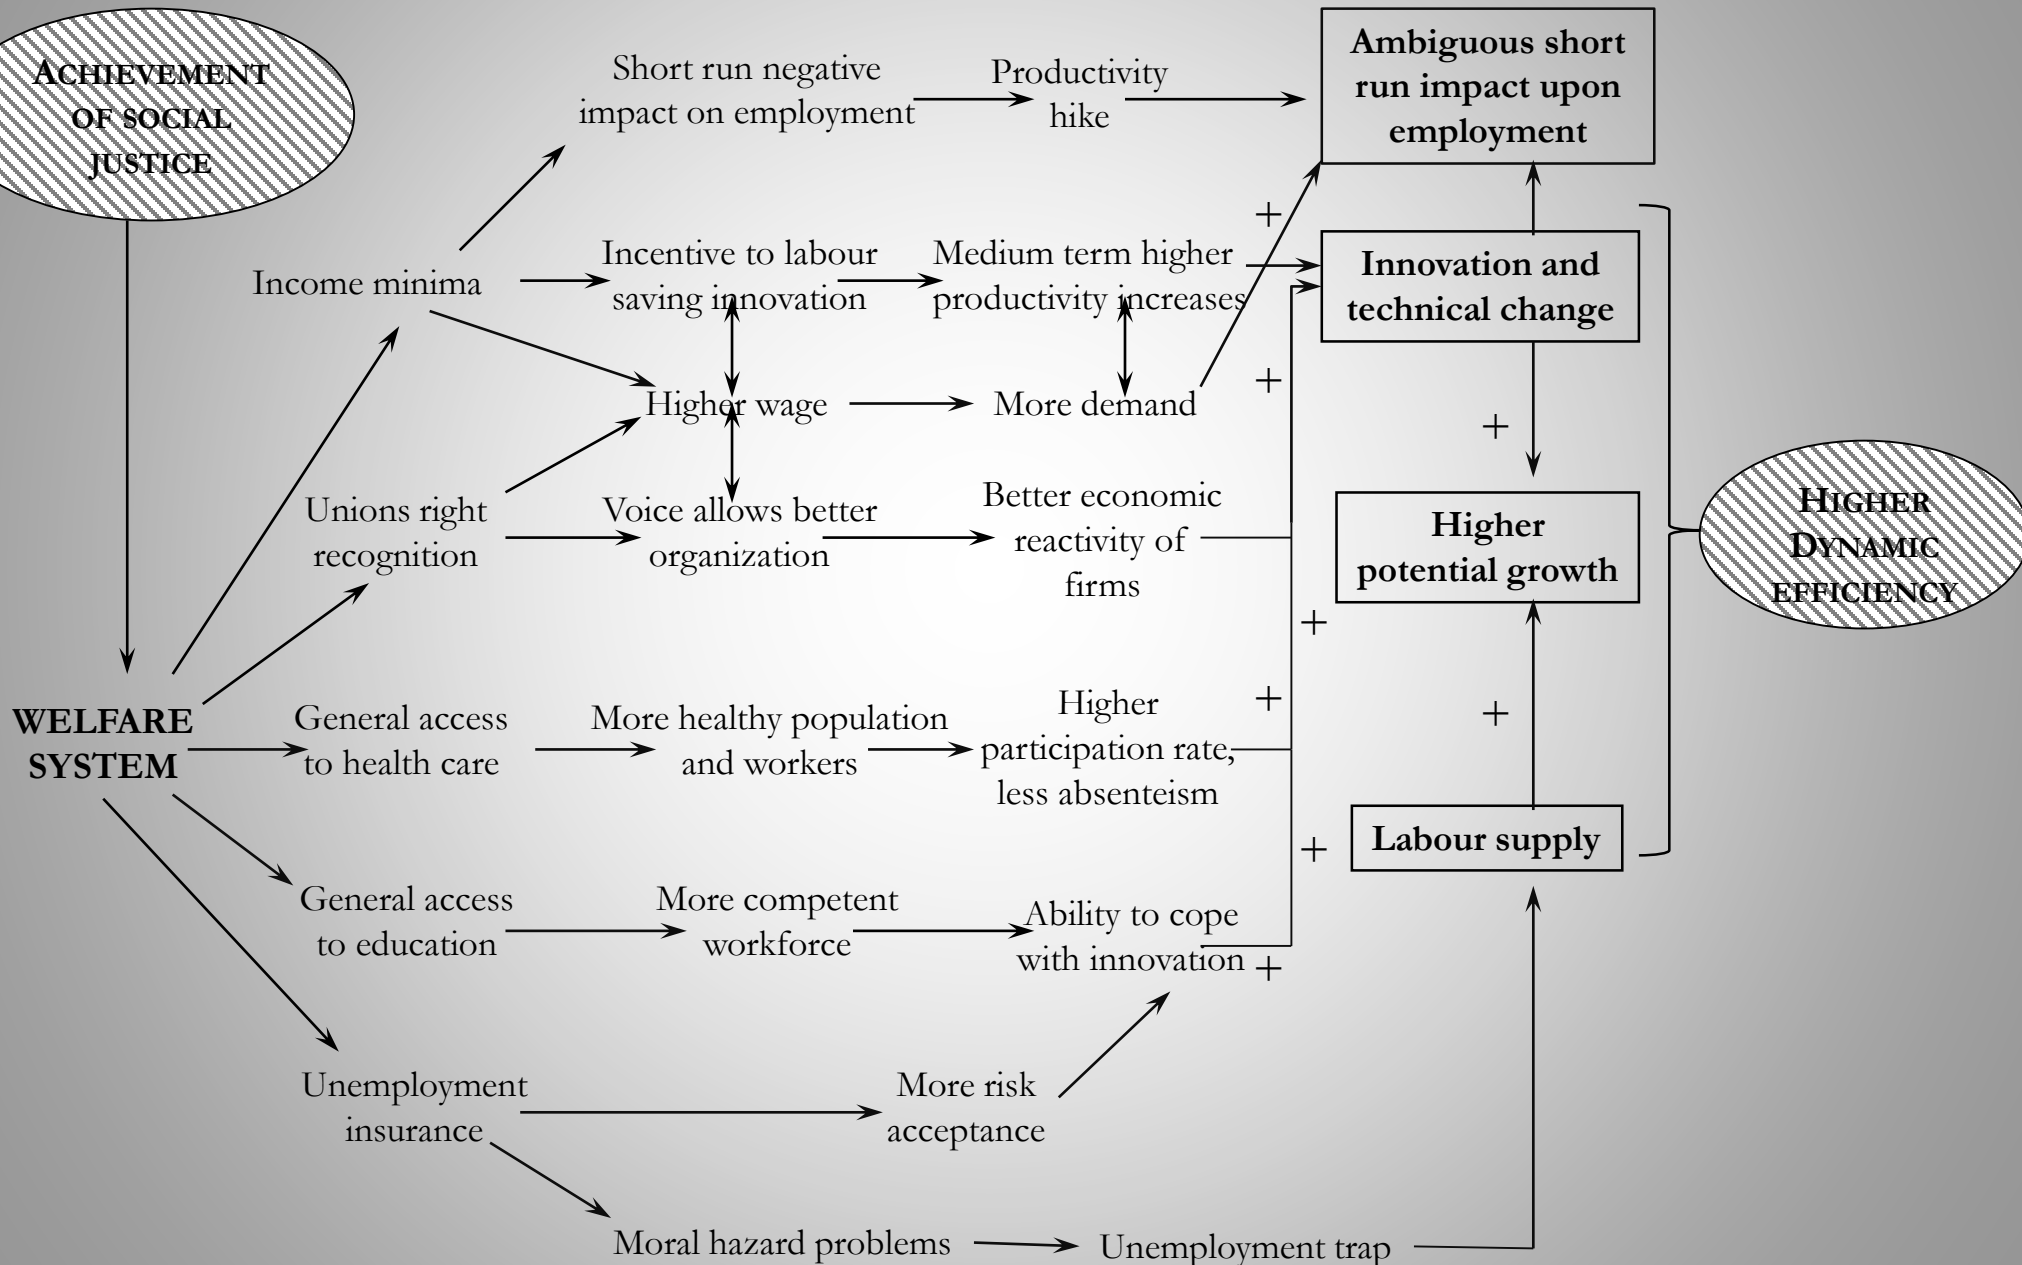 ACHIEVEMENT
OF SOCIAL
JUSTICE
Short run negative
impact on employment
Productivity
hike
Ambiguous short
run impact upon
employment
+
Income minima
Incentive to labour
saving innovation
Medium term higher
productivity increases
Innovation and
technical change
+
Higher wage
More demand
+
Unions right
recognition
Voice allows better
organization
Better economic
reactivity of
firms
Higher
potential growth
HIGHER
DYNAMIC
EFFICIENCY
+
WELFARE
SYSTEM
General access
to health care
More healthy population
and workers
Higher
participation rate,
less absenteism
+
+
Labour supply
+
General access
to education
More competent
workforce
Ability to cope
with innovation
+
Unemployment
insurance
More risk
acceptance
Moral hazard problems
Unemployment trap